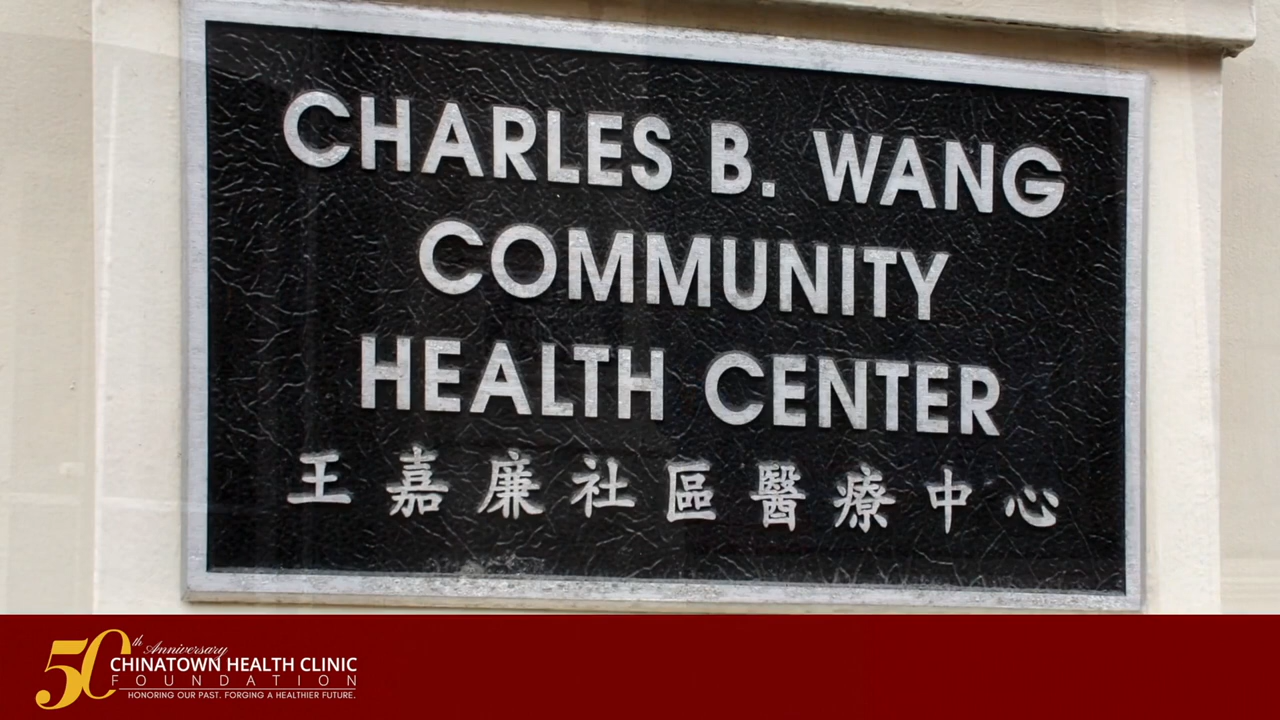 CHARLES B. WANG
COMMUNITY
HEALTH CENTER
王嘉廉社區醫療中心
50th Anniversary
CHINATOWN HEALTH CLINIC
FOUNDATION
HONORING OUR PAST. FORGING A HEALTHIER FUTURE.